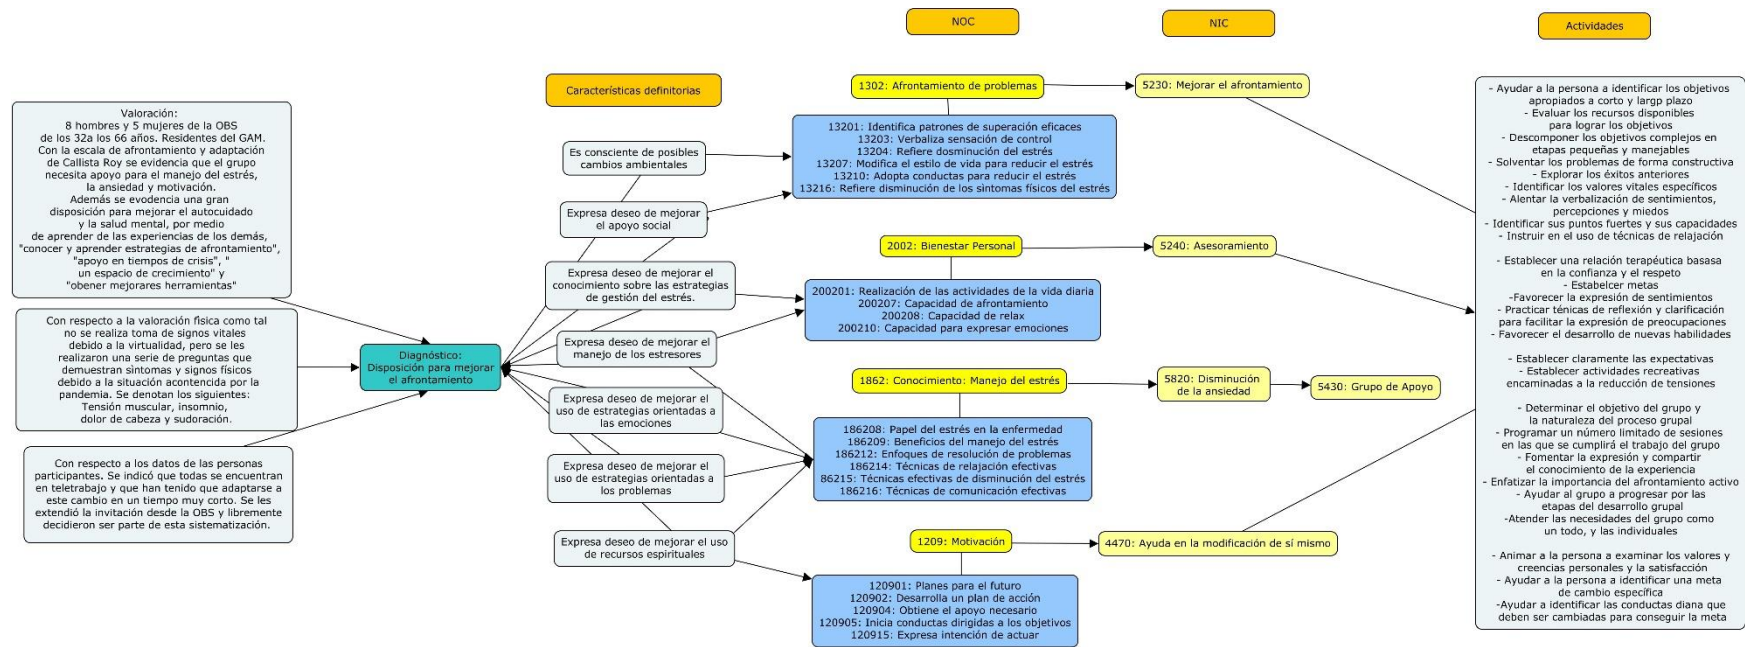 NOC
NIC
Actividades
Características definitorias
Valoración:
8 hombres y 5 mujeres de la OBS
de los 32a los 66 años. Residentes del GAM.
Con la escala de afrontamiento y adaptación
de Callista Roy se evidencia que el grupo
necesita apoyo para el manejo del estrés,
la ansiedad y motivación.
Además se evodencia una gran
disposición para mejorar el autocuidado
y la salud mental, por medio
de aprender de las experiencias de los demás,
"conocer y aprender estrategias de afrontamiento",
"apoyo en tiempos de crisis", "
un espacio de crecimiento" y
"obener mejorares herramientas"
Con respecto a la valoración fìsica como tal
no se realiza toma de signos vitales
debido a la virtualidad, pero se les
realizaron una serie de preguntas que
demuestran sìntomas y signos físicos
debido a la situación acontencida por la
pandemia. Se denotan los siguientes:
Tensión muscular, insomnio,
dolor de cabeza y sudoración.
Con respecto a los datos de las personas
participantes. Se indicó que todas se encuentran
en teletrabajo y que han tenido que adaptarse a
este cambio en un tiempo muy corto. Se les
extendió la invitación desde la OBS y libremente
decidieron ser parte de esta sistematización.
Diagnóstico:
Disposición para mejorar
el afrontamiento
Es consciente de posibles
cambios ambientales
Expresa deseo de mejorar
el apoyo social
Expresa deseo de mejorar el
conocimiento sobre las estrategias
de gestión del estrés.
Expresa deseo de mejorar el
manejo de los estresores
Expresa deseo de mejorar el
uso de estrategias orientadas a
las emociones
Expresa deseo de mejorar el
uso de estrategias orientadas a
los problemas
Expresa deseo de mejorar el uso
de recursos espirituales
1302: Afrontamiento de problemas
13201: Identifica patrones de superación eficaces
13203: Verbaliza sensación de control
13204: Refiere dosminución del estrés
13207: Modifica el estilo de vida para reducir el estrés
13210: Adopta conductas para reducir el estrés
13216: Refiere disminución de los sìntomas físicos del estrés
2002: Bienestar Personal
200201: Realización de las actividades de la vida diaria
200207: Capacidad de afrontamiento
200208: Capacidad de relax
200210: Capacidad para expresar emociones
1862: Conocimiento: Manejo del estrés
186208: Papel del estrés en la enfermedad
186209: Beneficios del manejo del estrés
186212: Enfoques de resolución de problemas
186214: Técnicas de relajación efectivas
86215: Técnicas efectivas de disminución del estrés
186216: Técnicas de comunicación efectivas
1209: Motivación
120901: Planes para el futuro
120902: Desarrolla un plan de acción
120904: Obtiene el apoyo necesario
120905: Inicia conductas dirigidas a los objetivos
120915: Expresa intención de actuar
5230: Mejorar el afrontamiento
5240: Asesoramiento
5820: Disminución
de la ansiedad
5430: Grupo de Apoyo
4470: Ayuda en la modificación de sí mismo
- Ayudar a la persona a identificar los objetivos
apropiados a corto y largp plazo
- Evaluar los recursos disponibles
para lograr los objetivos
- Descomponer los objetivos complejos en
etapas pequeñas y manejables
- Solventar los problemas de forma constructiva
- Explorar los éxitos anteriores
- Identificar los valores vitales específicos
- Alentar la verbalización de sentimientos,
percepciones y miedos
- Identificar sus puntos fuertes y sus capacidades
- Instruir en el uso de técnicas de relajación
- Establecer una relación terapéutica basasa
en la confianza y el respeto
- Estabelcer metas
-Favorecer la expresión de sentimientos
- Practicar ténicas de reflexión y clarificación
para facilitar la expresión de preocupaciones
- Favorecer el desarrollo de nuevas habilidades
- Establecer claramente las expectativas
- Establecer actividades recreativas
encaminadas a la reducción de tensiones
- Determinar el objetivo del grupo y
la naturaleza del proceso grupal
- Programar un número limitado de sesiones
en las que se cumplirá el trabajo del grupo
- Fomentar la expresión y compartir
el conocimiento de la experiencia
- Enfatizar la importancia del afrontamiento activo
- Ayudar al grupo a progresar por las
etapas del desarrollo grupal
-Atender las necesidades del grupo como
un todo, y las individuales
- Animar a la persona a examinar los valores y
creencias personales y la satisfacción
- Ayudar a la persona a identificar una meta
de cambio específica
-Ayudar a identificar las conductas diana que
deben ser cambiadas para conseguir la meta